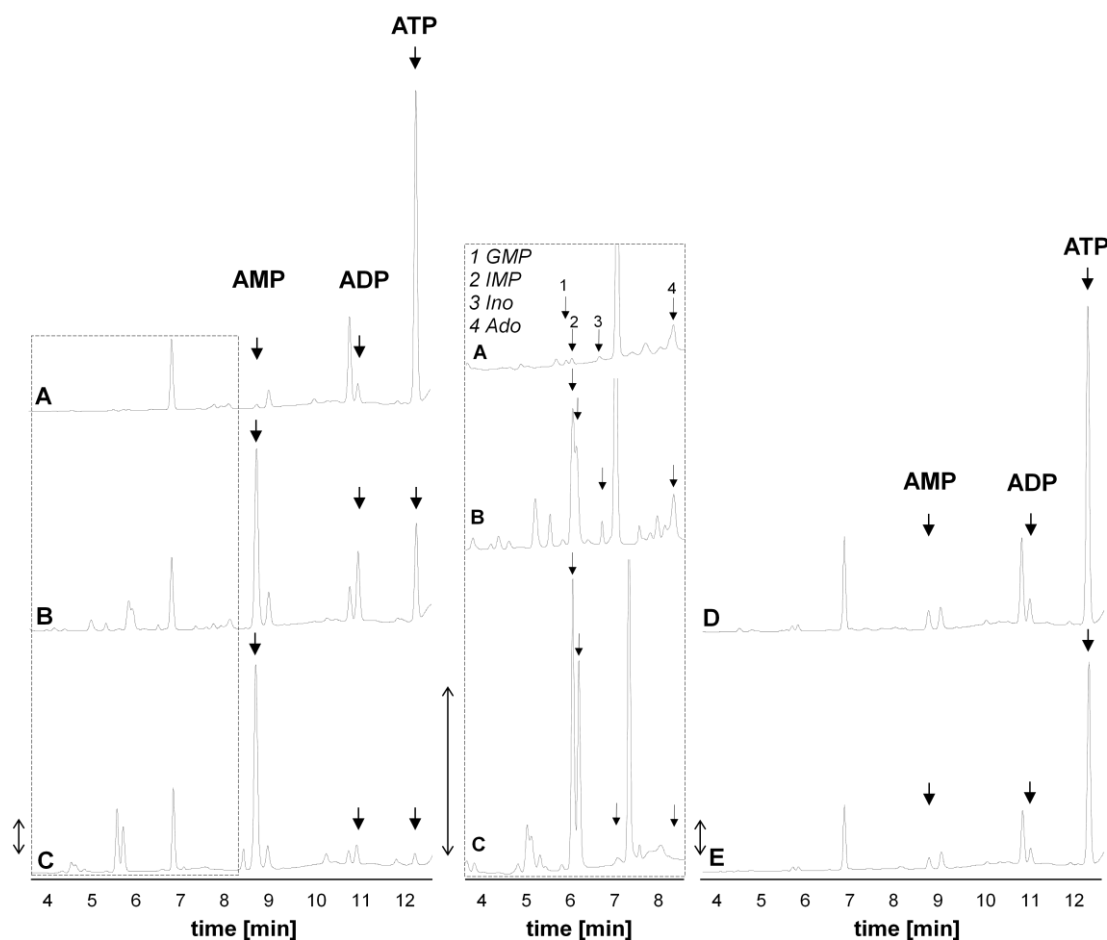 ATP
AMP
ADP
A
B
C
4 5 6 7 8 9 10 11 12
time [min]
1 GMP
2 IMP
3 Ino
4 Ado
1
2
3
4
A
B
C
4 5 6 7 8
time [min]
ATP
AMP
ADP
D
E
4 5 6 7 8 9 10 11 12
time [min]